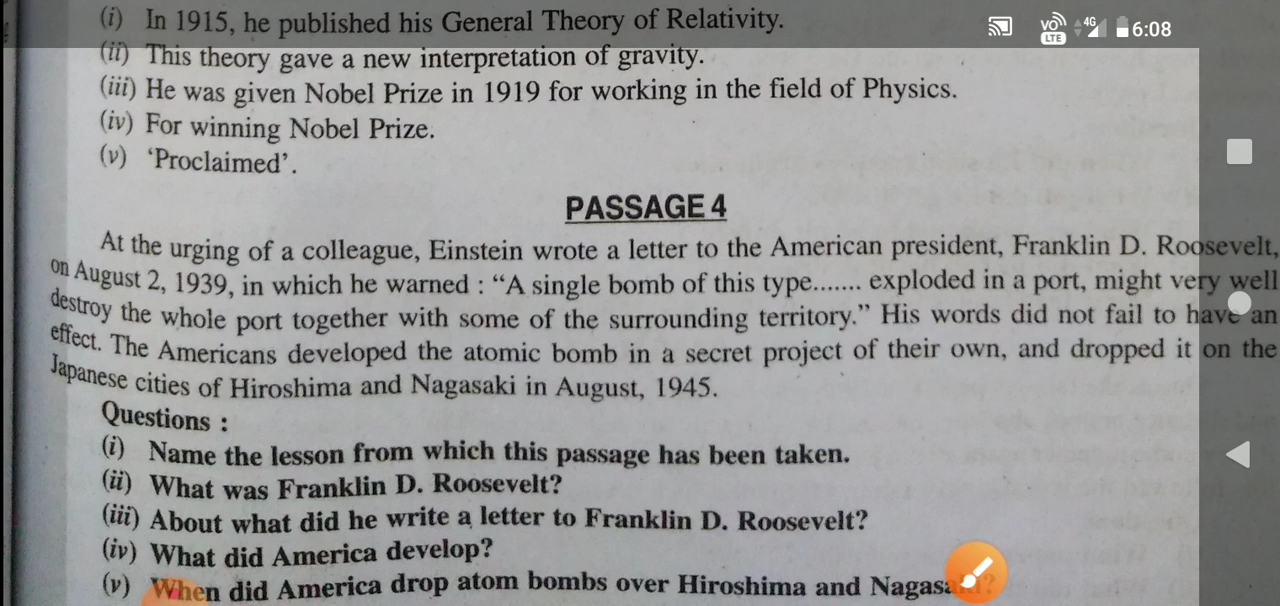 (i) In 1915, he published his General Theory of Relativity.
VO LTE 4G 6:08
(ii) This theory gave a new interpretation of gravity.
(iii) He was given Nobel Prize in 1919 for working in the field of Physics.
(iv) For winning Nobel Prize.
(v) ‘Proclaimed’.
PASSAGE 4
At the urging of a colleague, Einstein wrote a letter to the American president, Franklin D. Roosevelt,
on August 2, 1939, in which he warned : “A single bomb of this type....... exploded in a port, might very well
destroy the whole port together with some of the surrounding territory.” His words did not fail to have an
effect. The Americans developed the atomic bomb in a secret project of their own, and dropped it on the
Japanese cities of Hiroshima and Nagasaki in August, 1945.
Questions :
(i) Name the lesson from which this passage has been taken.
(ii) What was Franklin D. Roosevelt?
(iii) About what did he write a letter to Franklin D. Roosevelt?
(iv) What did America develop?
(v) When did America drop atom bombs over Hiroshima and Nagasaki?